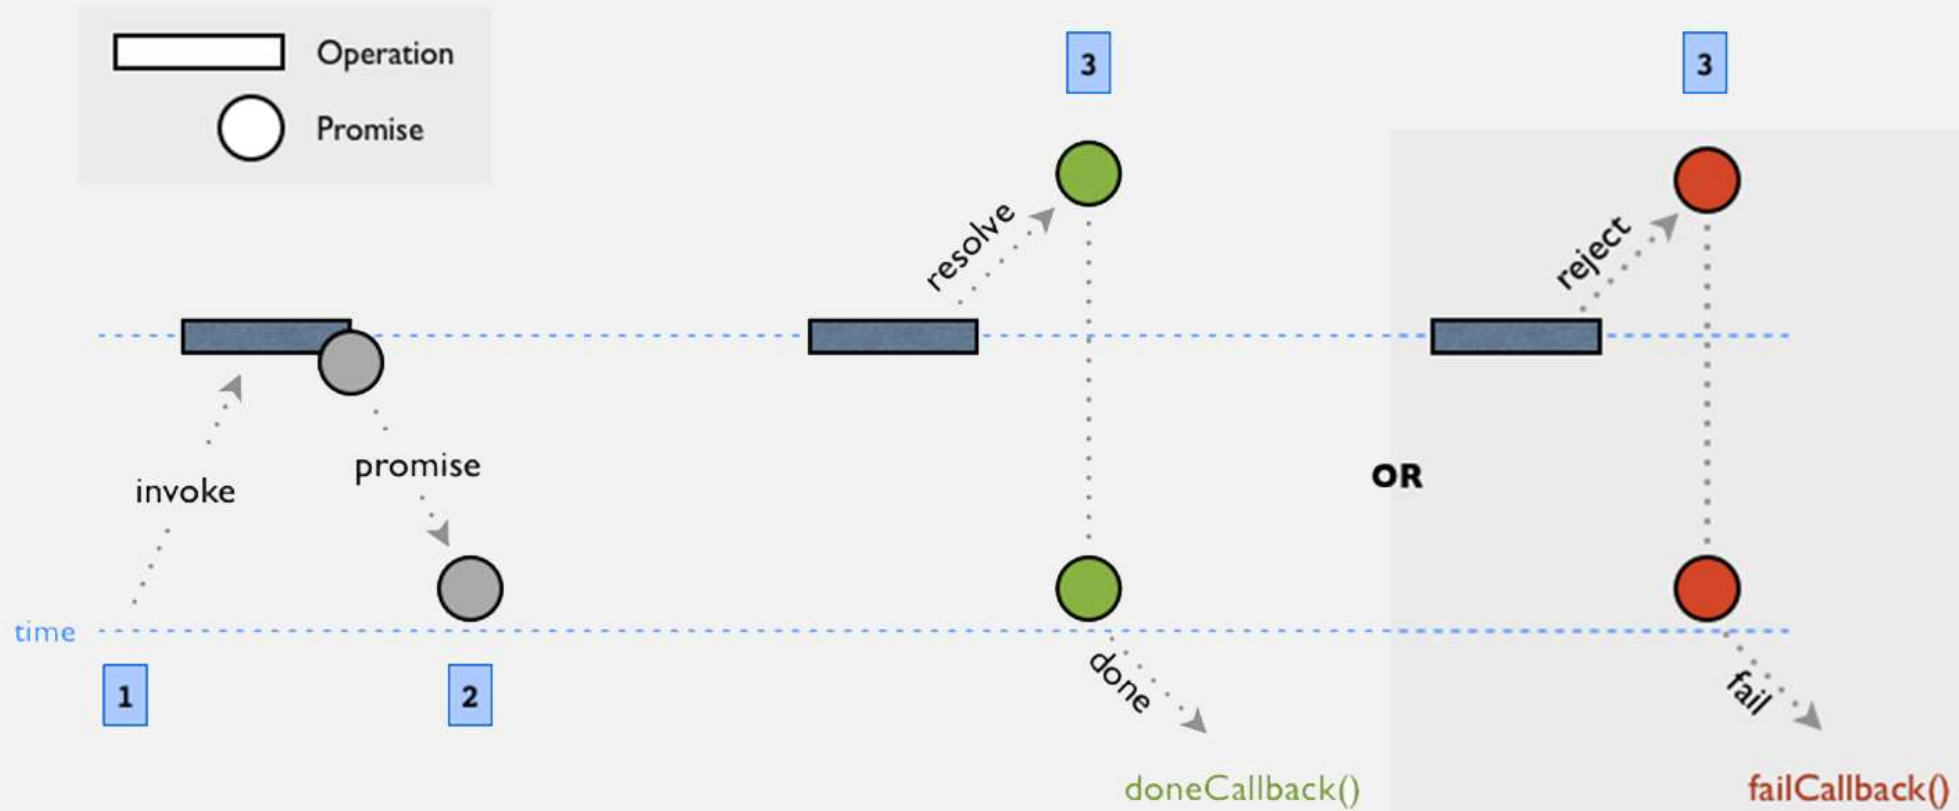 Operation
Promise
3
3
resolve
reject
invoke
promise
OR
time
1
2
done
fail
doneCallback()
failCallback()